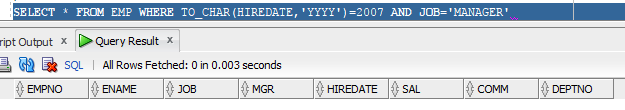 SELECT * FROM EMP WHERE TO_CHAR(HIREDATE,'YYYY')=2007 AND JOB='MANAGER'
ript Output x Query Result x
SQL | All Rows Fetched: 0 in 0.003 seconds
EMPNO ENAME JOB MGR HIREDATE SAL COMM DEPTNO